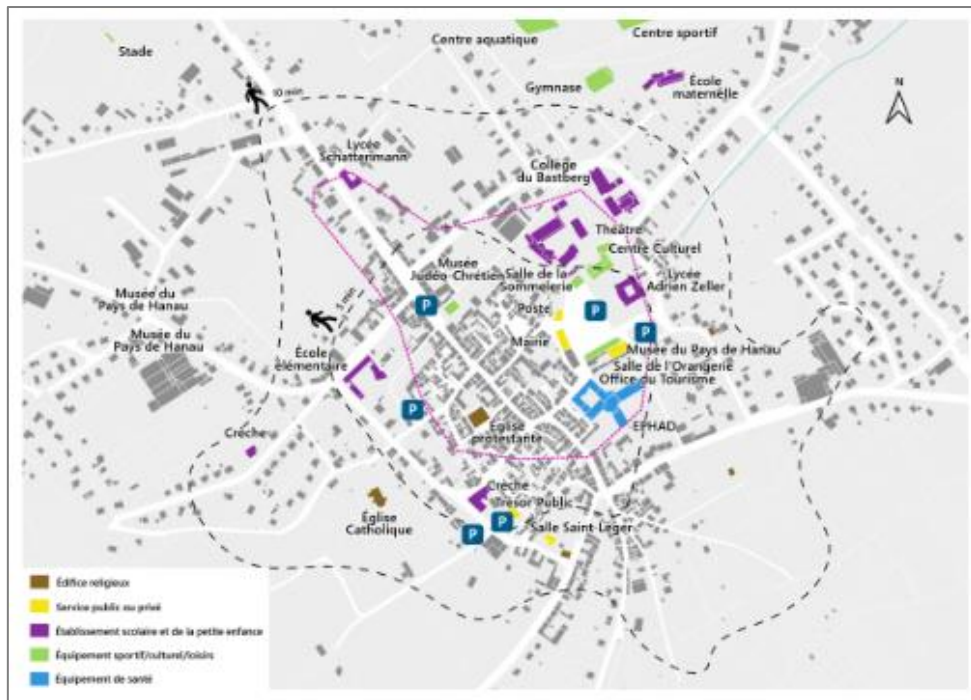 Stade
Centre aquatique
Centre sportif
10 min
Gymnase
École
maternelle
N
Lycée
Schattenmann
Collège
du Bastberg
Théâtre
Centre Culturel
Musée
Judéo-Chrétien
Salle de la
Sommelerie
Lycée
Adrien Zeller
Musée du
Pays de Hanau
P
Poste
P
P
5 min
Musée du
Pays de Hanau
Mairie
Musée du Pays de Hanau
Salle de l'Orangerie
Office du Tourisme
École
élémentaire
P
Église
protestante
EPHAD
Crèche
Crèche
Trésor Public
Église
Catholique
P
P
Salle Saint-Léger
Édifice religieux
Service public ou privé
Établissement scolaire et de la petite enfance
Équipement sportif/culturel/loisirs
Équipement de santé